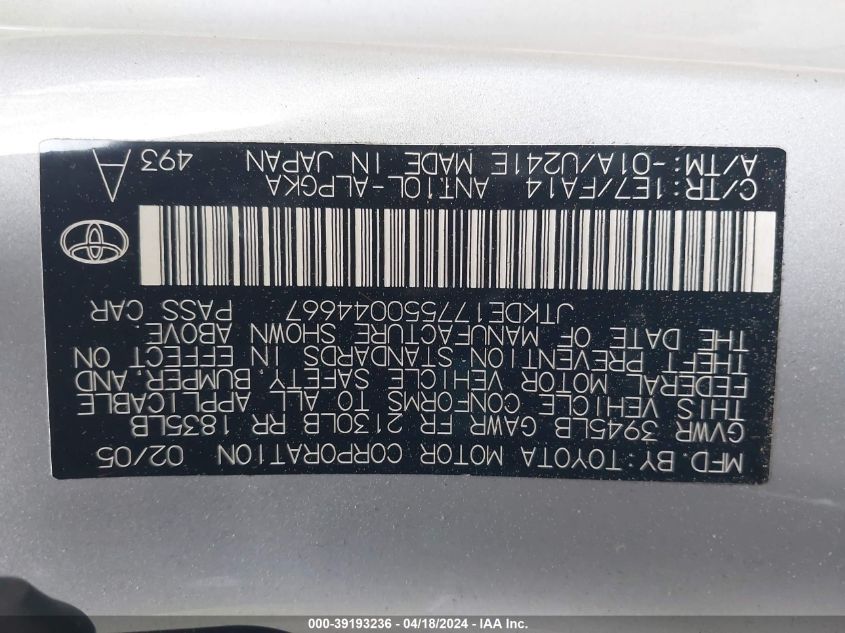 MFD. BY: TOYOTA MOTOR CORPORATION 02/05
GVWR 3945LB GAWR FR 2130LB RR 1835LB
THIS VEHICLE CONFORMS TO ALL APPLICABLE
FEDERAL MOTOR VEHICLE SAFETY, BUMPER, AND
THEFT PREVENTION STANDARDS IN EFFECT ON
THE DATE OF MANUFACTURE SHOWN ABOVE.
JTKDE177550044667 PASS CAR
C/TR: 1E7/FA14 ANT10L-ALPGKA
A/TM: -01A/U241E MADE IN JAPAN A 493
000-39193236 - 04/18/2024 - IAA Inc.